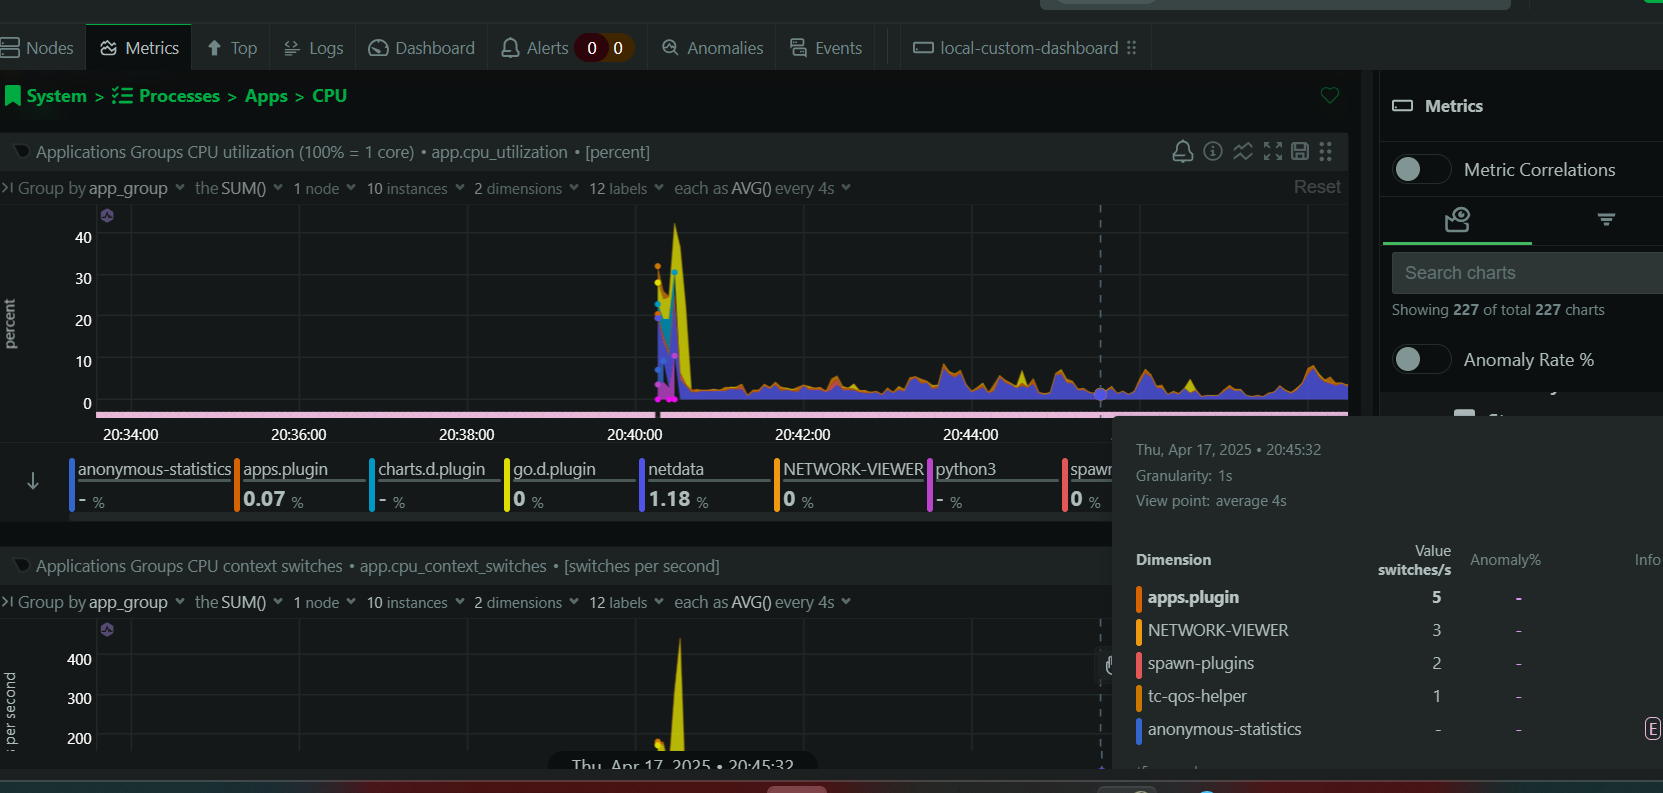 Nodes Metrics Top Logs Dashboard Alerts 0 0 Anomalies Events local-custom-dashboard
System > Processes > Apps > CPU
Metrics
Applications Groups CPU utilization (100% = 1 core) • app.cpu_utilization • [percent]
Metric Correlations
Group by app_group the SUM() 1 node 10 instances 2 dimensions 12 labels each as AVG() every 4s Reset
Search charts
Showing 227 of total 227 charts
Anomaly Rate %
percent
40
30
20
10
0
20:34:00 20:36:00 20:38:00 20:40:00 20:42:00 20:44:00
anonymous-statistics apps.plugin charts.d.plugin go.d.plugin netdata NETWORK-VIEWER python3 spawn
- % 0.07 % - % 0 % 1.18 % 0 % - % 0 %
Applications Groups CPU context switches • app.cpu_context_switches • [switches per second]
Group by app_group the SUM() 1 node 10 instances 2 dimensions 12 labels each as AVG() every 4s
per second
400
300
200
Thu, Apr 17, 2025 • 20:45:32
Thu, Apr 17, 2025 • 20:45:32
Granularity: 1s
View point: average 4s
Dimension Value switches/s Anomaly% Info
apps.plugin 5 -
NETWORK-VIEWER 3 -
spawn-plugins 2 -
tc-qos-helper 1 -
anonymous-statistics - - E